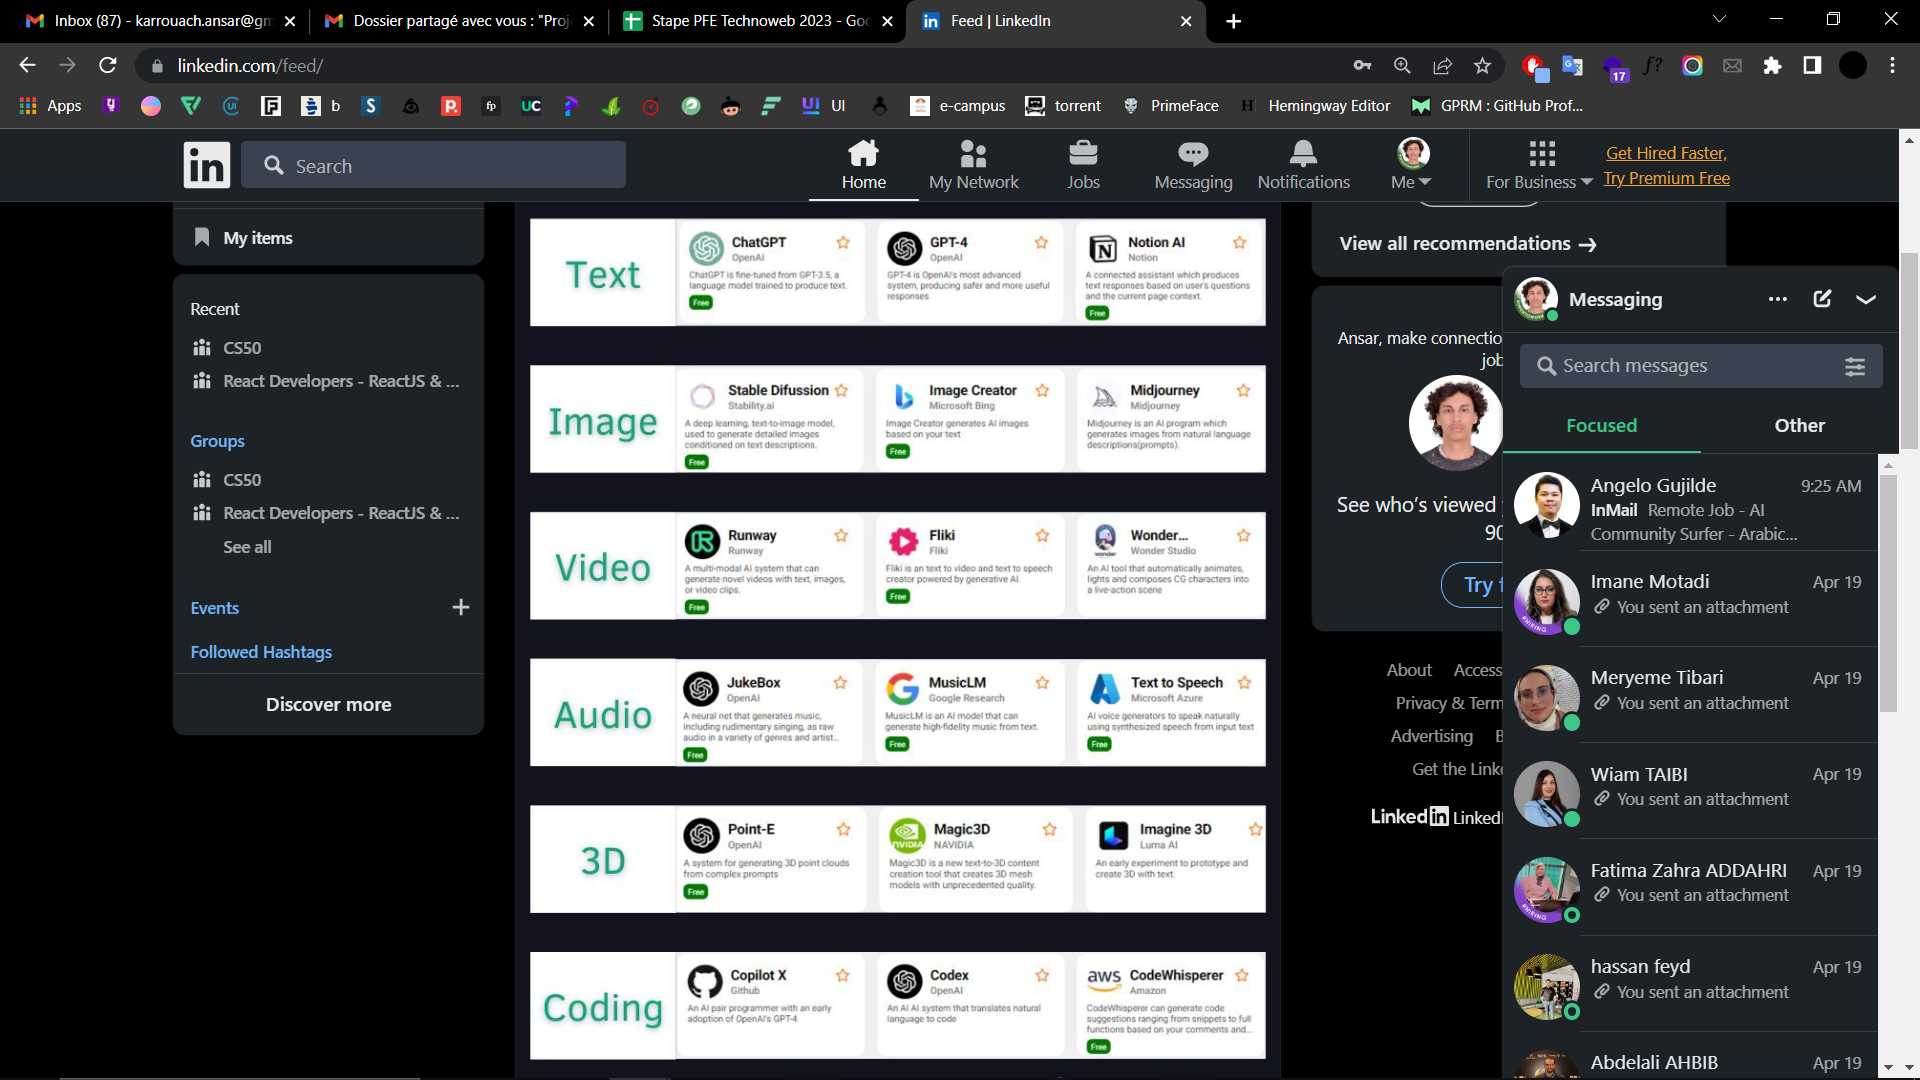 Inbox (87) - karrouach.ansar@gm
Dossier partagé avec vous : "Proj
Stape PFE Technoweb 2023 - Goo
Feed | LinkedIn
linkedin.com/feed/
17
Apps
b
UI
e-campus
torrent
PrimeFace
Hemingway Editor
GPRM : GitHub Prof...
in
Search
Home
My Network
Jobs
Messaging
Notifications
Me
For Business
Get Hired Faster,
Try Premium Free
My items
Recent
CS50
React Developers - ReactJS & ...
Groups
CS50
React Developers - ReactJS & ...
See all
Events
Followed Hashtags
Discover more
Text
ChatGPT
OpenAI
ChatGPT is fine-tuned from GPT-3.5, a
language model trained to produce text.
Free
GPT-4
OpenAI
GPT-4 is OpenAI's most advanced
system, producing safer and more useful
responses
Notion AI
Notion
A connected assistant which produces
text responses based on user's questions
and the current page context.
Free
Image
Stable Difussion
Stability.ai
A deep learning, text-to-image model,
used to generate detailed images
conditioned on text descriptions.
Free
Image Creator
Microsoft Bing
Image Creator generates AI images
based on your text
Free
Midjourney
Midjourney
Midjourney is an AI program which
generates images from natural language
descriptions(prompts).
Video
Runway
Runway
A multi-modal AI system that can
generate novel videos with text, images,
or video clips.
Free
Fliki
Fliki
Fliki is an text to video and text to speech
creator powered by generative AI.
Free
Wonder...
Wonder Studio
An AI tool that automatically animates,
lights and composes CG characters into
a live-action scene
Audio
JukeBox
OpenAI
A neural net that generates music,
including rudimentary singing, as raw
audio in a variety of genres and artist...
Free
MusicLM
Google Research
MusicLM is an AI model that can
generate high-fidelity music from text.
Free
Text to Speech
Microsoft Azure
AI voice generators to speak naturally
using synthesized speech from input text
Free
3D
Point-E
OpenAI
A system for generating 3D point clouds
from complex prompts
Free
Magic3D
NAVIDIA
Magic3D is a new text-to-3D content
creation tool that creates 3D mesh
models with unprecedented quality.
Imagine 3D
Luma AI
An early experiment to prototype and
create 3D with text.
Coding
Copilot X
Github
An AI pair programmer with an early
adoption of OpenAI's GPT-4
Codex
OpenAI
An AI AI system that translates natural
language to code
aws
CodeWhisperer
Amazon
CodeWhisperer can generate code
suggestions ranging from snippets to full
functions based on your comments and...
Free
View all recommendations →
Ansar, make connectio
job
See who's viewed
90
Try f
About Access
Privacy & Term
Advertising B
Get the Linke
Linkedin LinkedI
Messaging
Search messages
Focused
Other
Angelo Gujilde
9:25 AM
InMail Remote Job - AI
Community Surfer - Arabic...
Imane Motadi
Apr 19
You sent an attachment
Meryeme Tibari
Apr 19
You sent an attachment
Wiam TAIBI
Apr 19
You sent an attachment
Fatima Zahra ADDAHRI
Apr 19
You sent an attachment
hassan feyd
Apr 19
You sent an attachment
Abdelali AHBIB
Apr 19